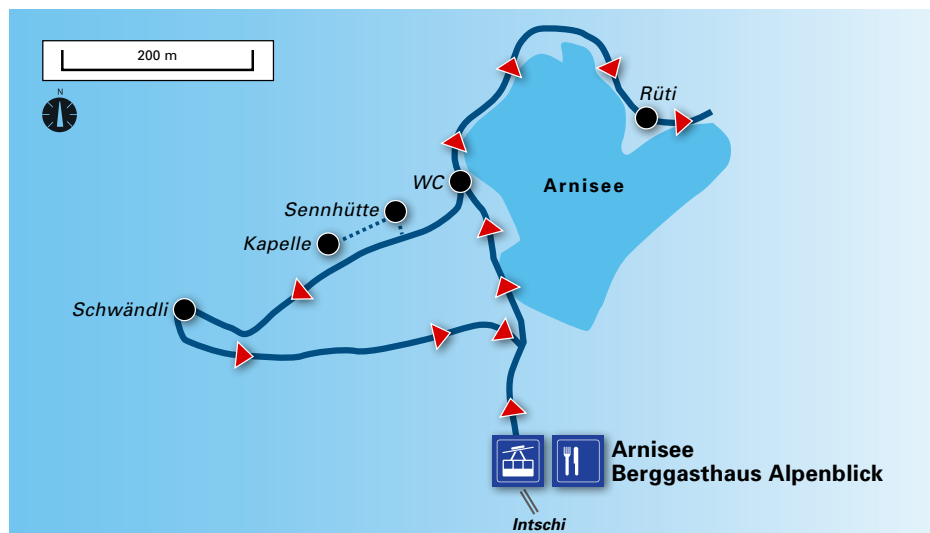 200 m
N
Rüti
WC
Arnisee
Sennhütte
Kapelle
Schwändli
Arnisee
Berggasthaus Alpenblick
Intschi